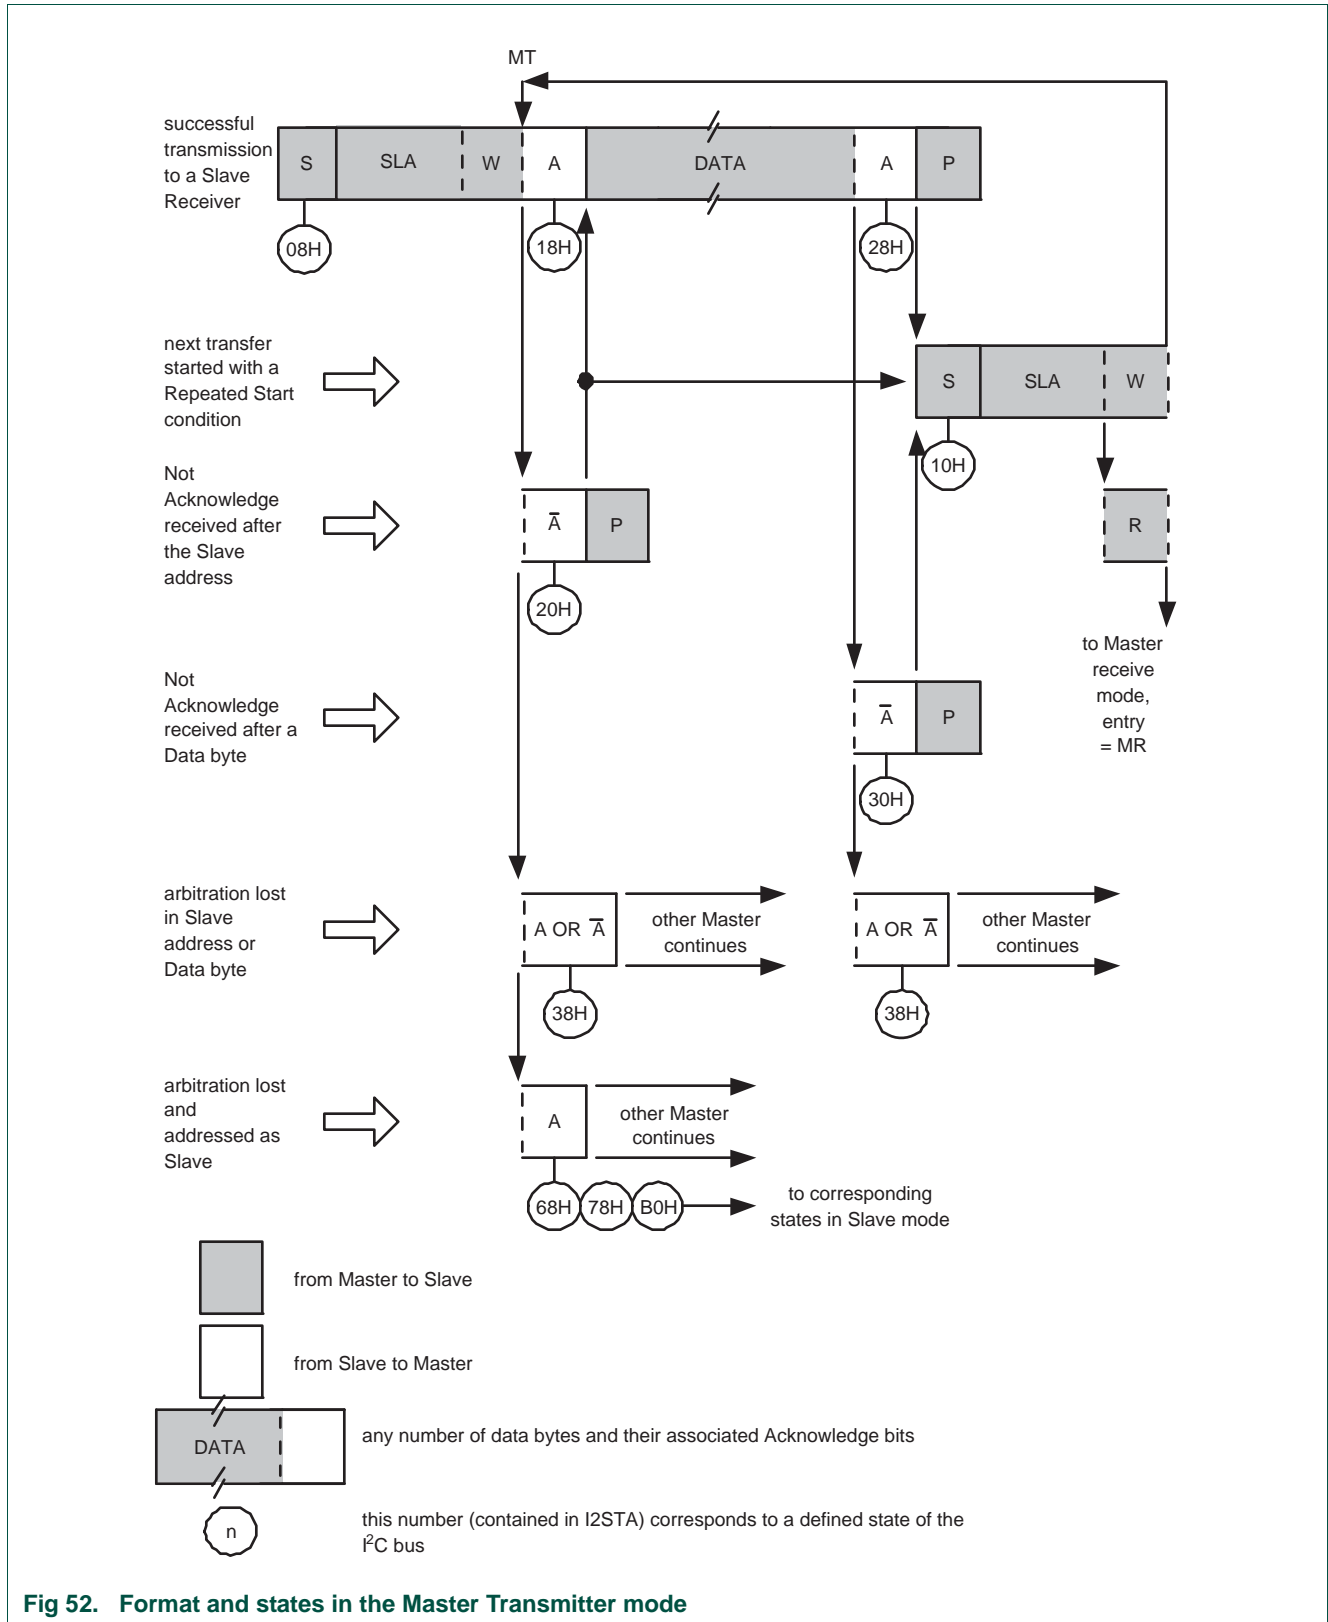 MT
successful
transmission
to a Slave
Receiver
S
SLA
W
A
DATA
A
P
08H
18H
28H
next transfer
started with a
Repeated Start
condition
S
SLA
W
10H
Not
Acknowledge
received after
the Slave
address
A̅
P
R
20H
to Master
receive
mode,
entry
= MR
Not
Acknowledge
received after a
Data byte
A̅
P
30H
arbitration lost
in Slave
address or
Data byte
A OR A̅
other Master
continues
A OR A̅
other Master
continues
38H
38H
arbitration lost
and
addressed as
Slave
A
other Master
continues
68H
78H
B0H
to corresponding
states in Slave mode
from Master to Slave
from Slave to Master
DATA
any number of data bytes and their associated Acknowledge bits
n
this number (contained in I2STA) corresponds to a defined state of the
I²C bus
Fig 52. Format and states in the Master Transmitter mode